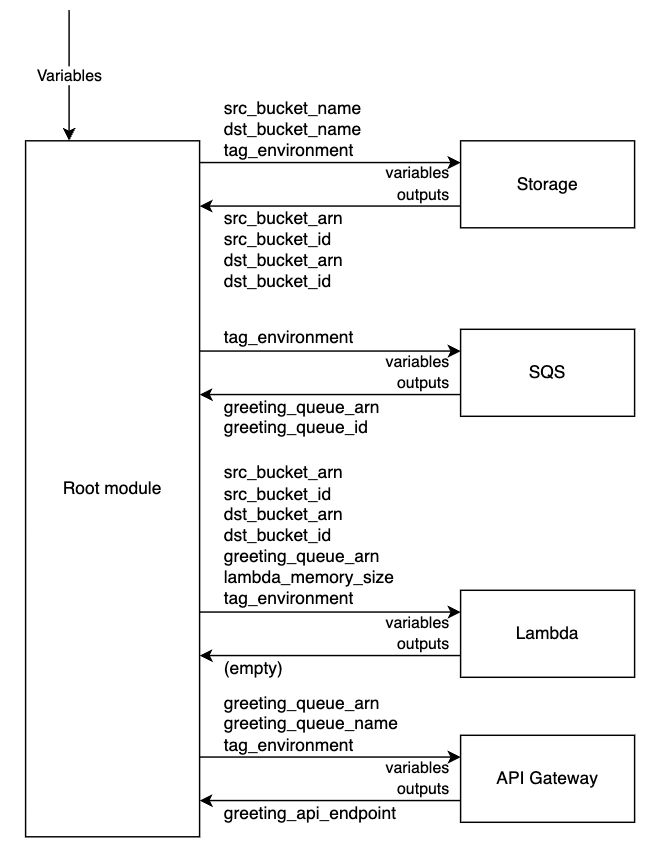 Variables
src_bucket_name
dst_bucket_name
tag_environment
variables
Storage
outputs
src_bucket_arn
src_bucket_id
dst_bucket_arn
dst_bucket_id
tag_environment
variables
SQS
outputs
greeting_queue_arn
greeting_queue_id
Root module
src_bucket_arn
src_bucket_id
dst_bucket_arn
dst_bucket_id
greeting_queue_arn
lambda_memory_size
tag_environment
variables
Lambda
outputs
(empty)
greeting_queue_arn
greeting_queue_name
tag_environment
variables
API Gateway
outputs
greeting_api_endpoint